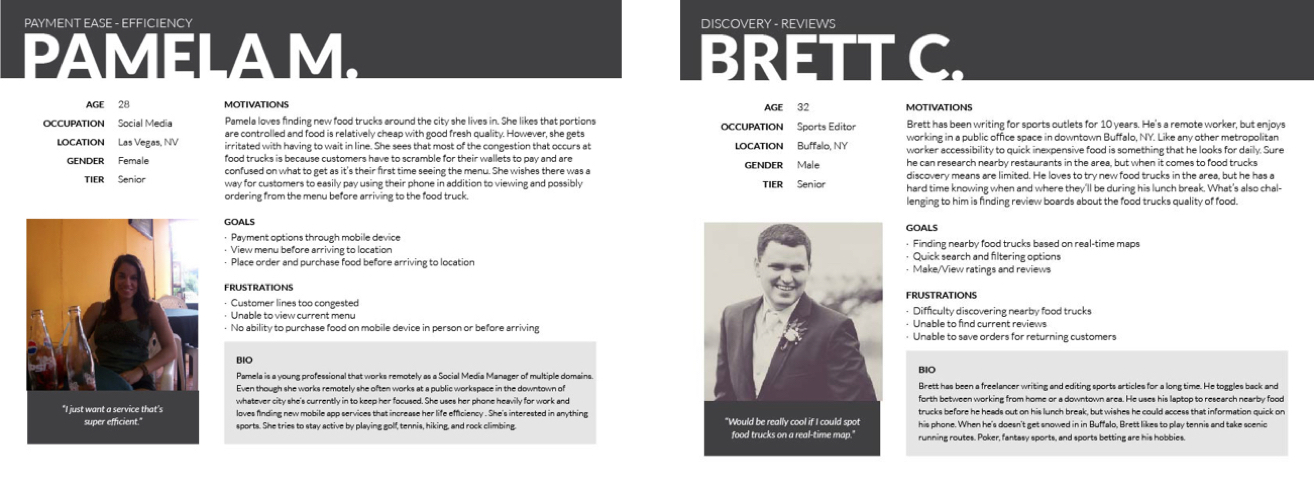 PAYMENT EASE - EFFICIENCY
PAMELA M.
AGE 28
OCCUPATION Social Media
LOCATION Las Vegas, NV
GENDER Female
TIER Senior
"I just want a service that's
super efficient."
MOTIVATIONS
Pamela loves finding new food trucks around the city she lives in. She likes that portions
are controlled and food is relatively cheap with good fresh quality. However, she gets
irritated with having to wait in line. She sees that most of the congestion that occurs at
food trucks is because customers have to scramble for their wallets to pay and are
confused on what to get as it's their first time seeing the menu. She wishes there was a
way for customers to easily pay using their phone in addition to viewing and possibly
ordering from the menu before arriving to the food truck.
GOALS
· Payment options through mobile device
· View menu before arriving to location
· Place order and purchase food before arriving to location
FRUSTRATIONS
· Customer lines too congested
· Unable to view current menu
· No ability to purchase food on mobile device in person or before arriving
BIO
Pamela is a young professional that works remotely as a Social Media Manager of multiple domains.
Even though she works remotely she often works at a public workspace in the downtown of
whatever city she's currently in to keep her focused. She uses her phone heavily for work and
loves finding new mobile app services that increase her life efficiency . She's interested in anything
sports. She tries to stay active by playing golf, tennis, hiking, and rock climbing.
DISCOVERY - REVIEWS
BRETT C.
AGE 32
OCCUPATION Sports Editor
LOCATION Buffalo, NY
GENDER Male
TIER Senior
"Would be really cool if I could spot
food trucks on a real-time map."
MOTIVATIONS
Brett has been writing for sports outlets for 10 years. He's a remote worker, but enjoys
working in a public office space in downtown Buffalo, NY. Like any other metropolitan
worker accessibility to quick inexpensive food is something that he looks for daily. Sure
he can research nearby restaurants in the area, but when it comes to food trucks
discovery means are limited. He loves to try new food trucks in the area, but he has a
hard time knowing when and where they'll be during his lunch break. What's also chal-
lenging to him is finding review boards about the food trucks quality of food.
GOALS
· Finding nearby food trucks based on real-time maps
· Quick search and filtering options
· Make/View ratings and reviews
FRUSTRATIONS
· Difficulty discovering nearby food trucks
· Unable to find current reviews
· Unable to save orders for returning customers
BIO
Brett has been a freelancer writing and editing sports articles for a long time. He toggles back and
forth between working from home or a downtown area. He uses his laptop to research nearby food
trucks before he heads out on his lunch break, but wishes he could access that information quick on
his phone. When he's doesn't get snowed in in Buffalo, Brett likes to play tennis and take scenic
running routes. Poker, fantasy sports, and sports betting are his hobbies.